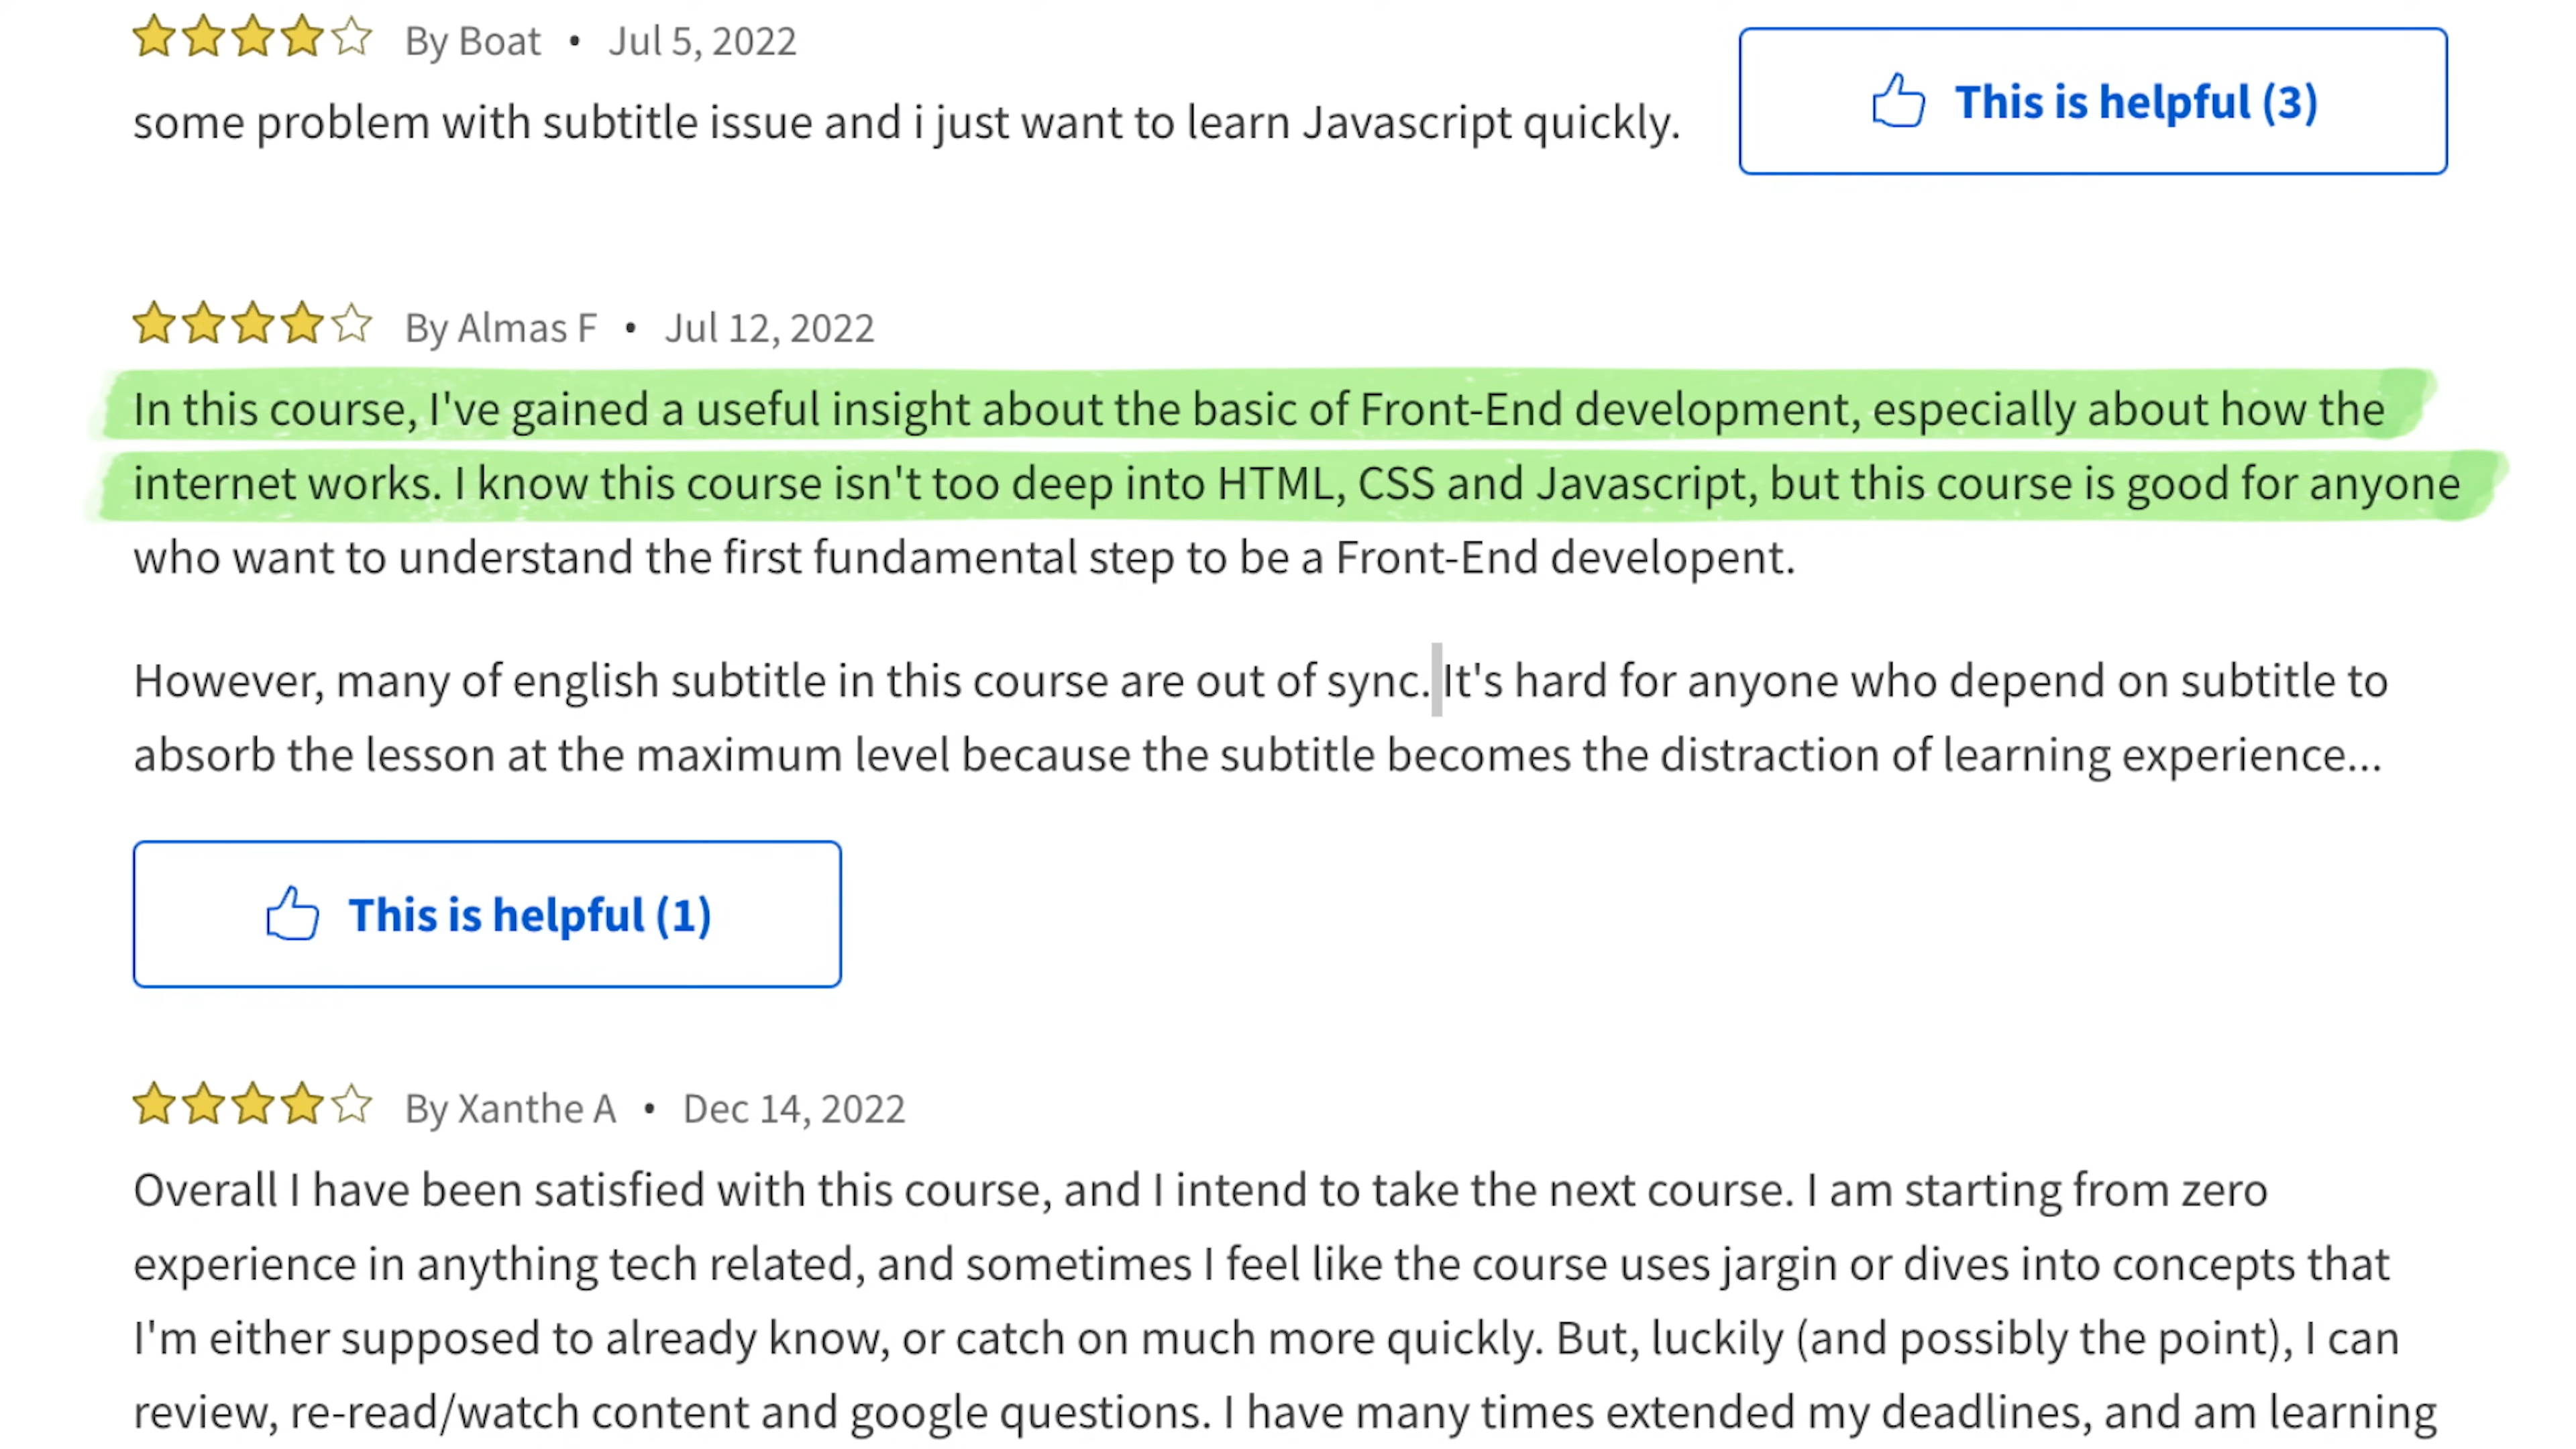 By Boat • Jul 5, 2022
some problem with subtitle issue and i just want to learn Javascript quickly.
This is helpful (3)
By Almas F • Jul 12, 2022
In this course, I've gained a useful insight about the basic of Front-End development, especially about how the
internet works. I know this course isn't too deep into HTML, CSS and Javascript, but this course is good for anyone
who want to understand the first fundamental step to be a Front-End developent.
However, many of english subtitle in this course are out of sync. It's hard for anyone who depend on subtitle to
absorb the lesson at the maximum level because the subtitle becomes the distraction of learning experience...
This is helpful (1)
By Xanthe A • Dec 14, 2022
Overall I have been satisfied with this course, and I intend to take the next course. I am starting from zero
experience in anything tech related, and sometimes I feel like the course uses jargin or dives into concepts that
I'm either supposed to already know, or catch on much more quickly. But, luckily (and possibly the point), I can
review, re-read/watch content and google questions. I have many times extended my deadlines, and am learning